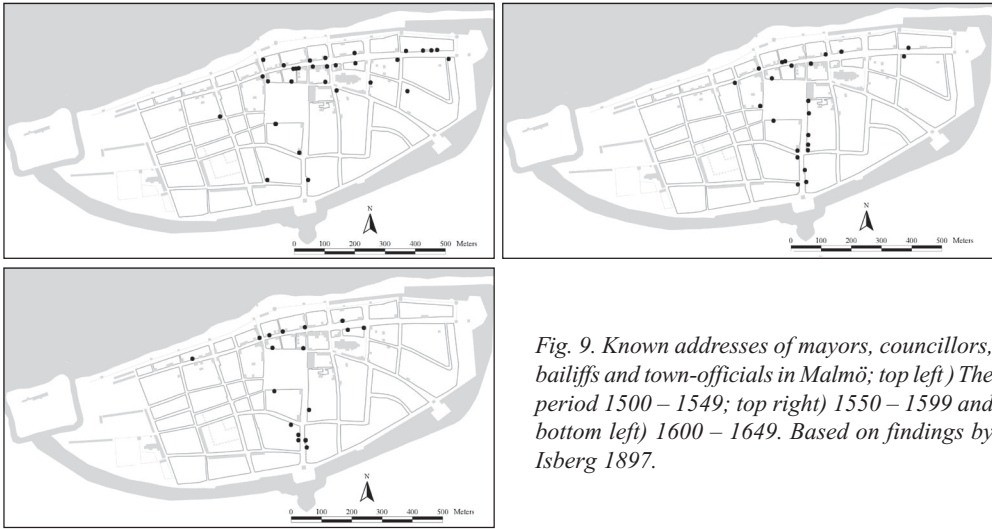 N
0 100 200 300 400 500 Meters
N
0 100 200 300 400 500 Meters
N
0 100 200 300 400 500 Meters
Fig. 9. Known addresses of mayors, councillors,
bailiffs and town-officials in Malmö; top left ) The
period 1500 – 1549; top right) 1550 – 1599 and
bottom left) 1600 – 1649. Based on findings by
Isberg 1897.